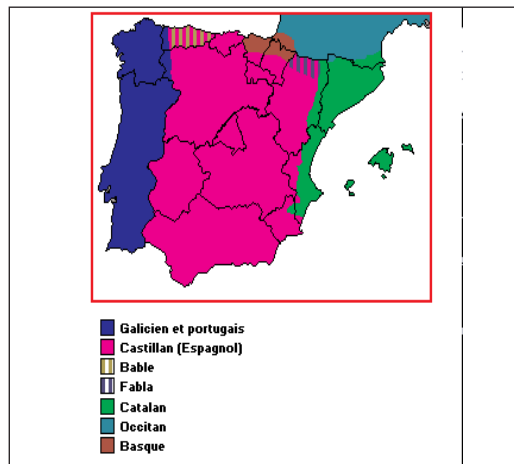 Galicien et portugais
Castillan (Espagnol)
Bable
Fabla
Catalan
Occitan
Basque